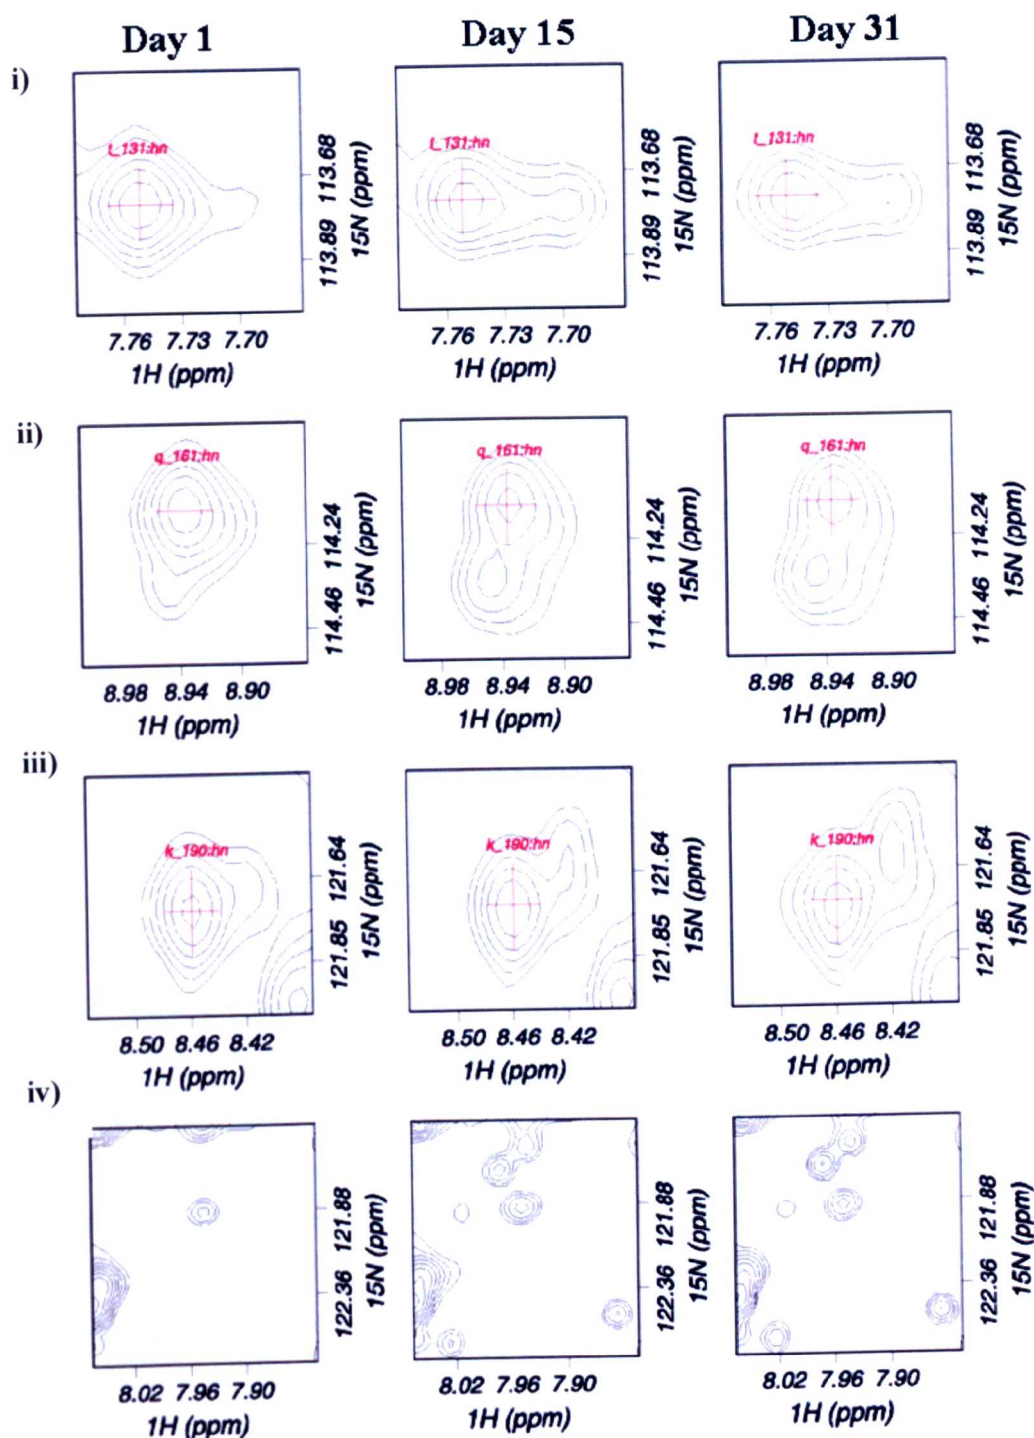 Day 1 Day 15 Day 31
i)
t_131:hn t_131:hn t_131:hn
113.68 113.89 15N (ppm) 113.68 113.89 15N (ppm) 113.68 113.89 15N (ppm)
7.76 7.73 7.70 7.76 7.73 7.70 7.76 7.73 7.70
1H (ppm) 1H (ppm) 1H (ppm)
ii)
q_161:hn q_161:hn q_161:hn
114.24 114.46 15N (ppm) 114.24 114.46 15N (ppm) 114.24 114.46 15N (ppm)
8.98 8.94 8.90 8.98 8.94 8.90 8.98 8.94 8.90
1H (ppm) 1H (ppm) 1H (ppm)
iii)
k_190:hn k_190:hn k_190:hn
121.64 121.85 15N (ppm) 121.64 121.85 15N (ppm) 121.64 121.85 15N (ppm)
8.50 8.46 8.42 8.50 8.46 8.42 8.50 8.46 8.42
1H (ppm) 1H (ppm) 1H (ppm)
iv)
121.88 122.36 15N (ppm) 121.88 122.36 15N (ppm) 121.88 122.36 15N (ppm)
8.02 7.96 7.90 8.02 7.96 7.90 8.02 7.96 7.90
1H (ppm) 1H (ppm) 1H (ppm)